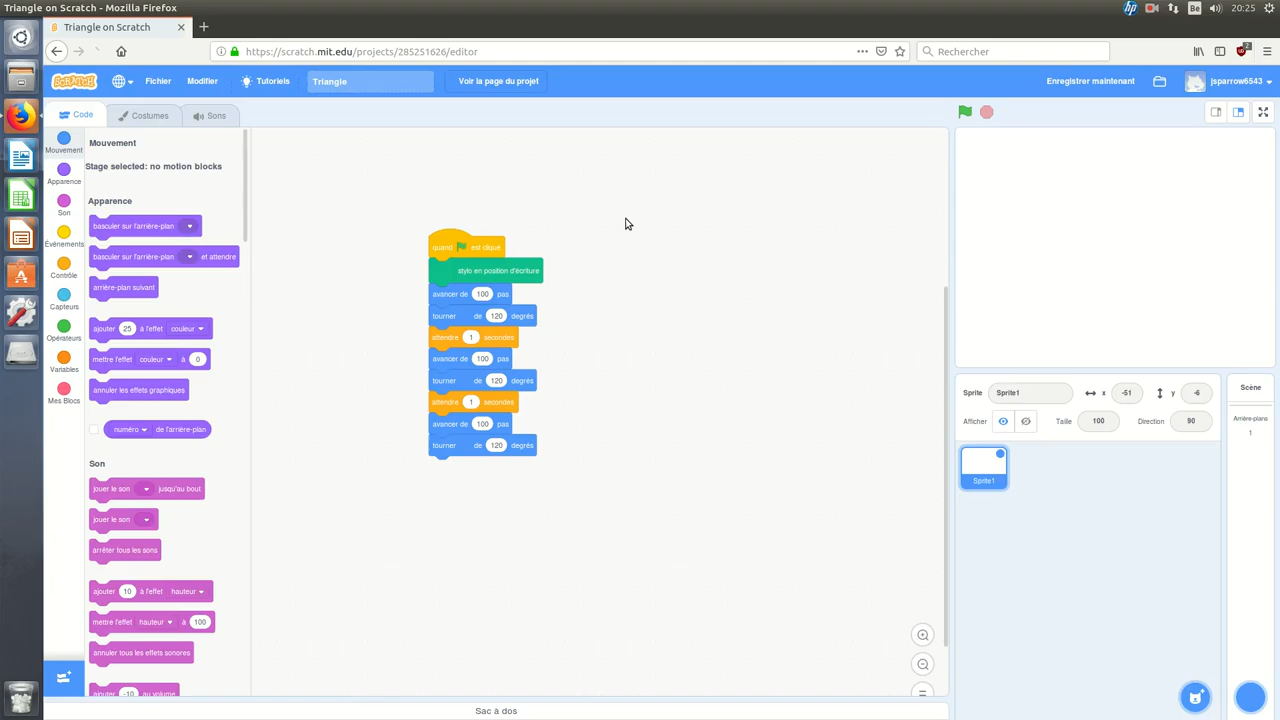 Triangle on Scratch - Mozilla Firefox
Be
20:25
Triangle on Scratch
https://scratch.mit.edu/projects/285251626/editor
Rechercher
SCRATCH
Fichier
Modifier
Tutoriels
Triangle
Voir la page du projet
Enregistrer maintenant
jsparrow6543
Code
Costumes
Sons
Mouvement
Apparence
Son
Événements
Contrôle
Capteurs
Opérateurs
Variables
Mes Blocs
Mouvement
Stage selected: no motion blocks
Apparence
basculer sur l'arrière-plan
basculer sur l'arrière-plan et attendre
arrière-plan suivant
ajouter 25 à l'effet couleur
mettre l'effet couleur à 0
annuler les effets graphiques
numéro de l'arrière-plan
Son
jouer le son jusqu'au bout
jouer le son
arrêter tous les sons
ajouter 10 à l'effet hauteur
mettre l'effet hauteur à 100
annuler tous les effets sonores
ajouter -10 au volume
quand est cliqué
stylo en position d'écriture
avancer de 100 pas
tourner de 120 degrés
attendre 1 secondes
avancer de 100 pas
tourner de 120 degrés
attendre 1 secondes
avancer de 100 pas
tourner de 120 degrés
Sac à dos
Sprite Sprite1 x -51 y -6
Afficher Taille 100 Direction 90
Sprite1
Scène
Arrière-plans
1